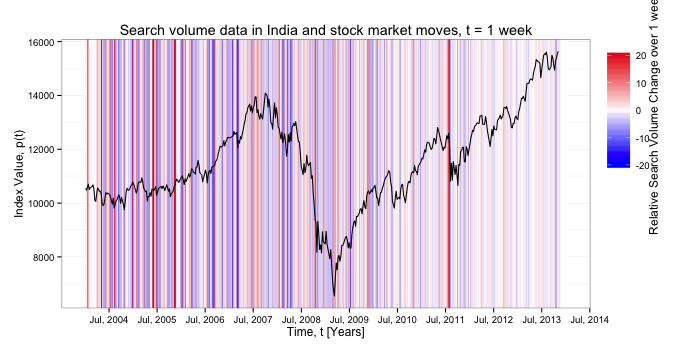 Search volume data in India and stock market moves, t = 1 week
Index Value, p(t)
16000
14000
12000
10000
8000
Jul, 2004
Jul, 2005
Jul, 2006
Jul, 2007
Jul, 2008
Jul, 2009
Jul, 2010
Jul, 2011
Jul, 2012
Jul, 2013
Jul, 2014
Time, t [Years]
20
10
0
-10
-20
Relative Search Volume Change over 1